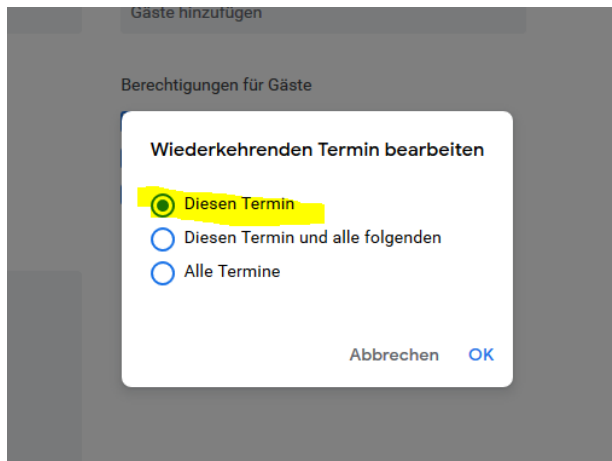 Gäste hinzufügen
Berechtigungen für Gäste
Wiederkehrenden Termin bearbeiten
Diesen Termin
Diesen Termin und alle folgenden
Alle Termine
Abbrechen OK